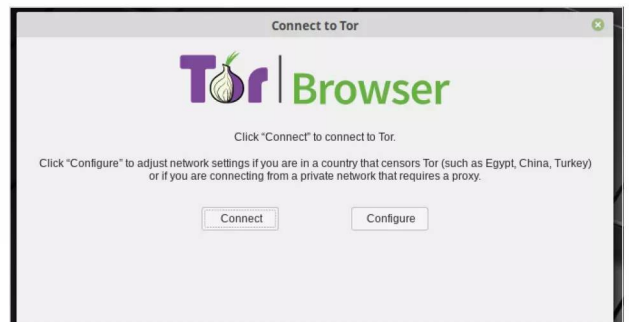 Connect to Tor
Tor Browser
Click “Connect” to connect to Tor.
Click “Configure” to adjust network settings if you are in a country that censors Tor (such as Egypt, China, Turkey)
or if you are connecting from a private network that requires a proxy.
Connect Configure